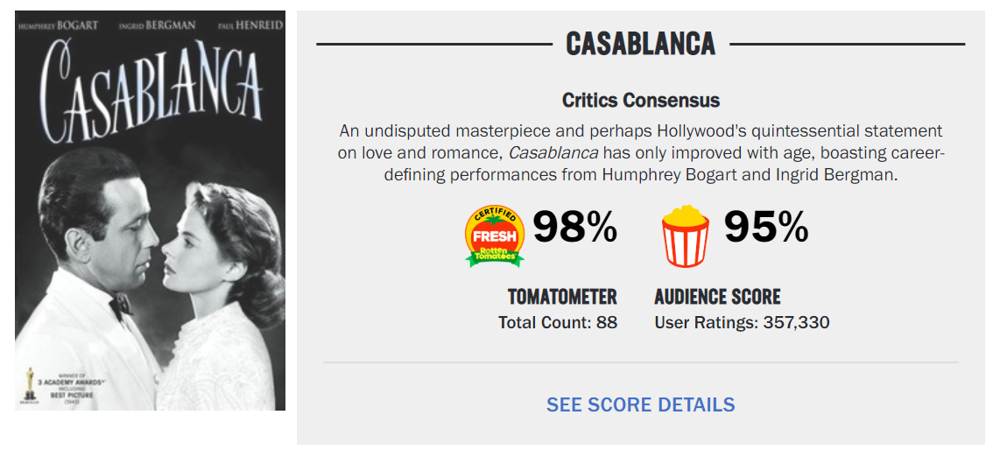 HUMPHREY BOGART INGRID BERGMAN PAUL HENREID
CASABLANCA
WINNER OF
3 ACADEMY AWARDS
INCLUDING
BEST PICTURE
(1943)
CASABLANCA
Critics Consensus
An undisputed masterpiece and perhaps Hollywood's quintessential statement
on love and romance, Casablanca has only improved with age, boasting career-
defining performances from Humphrey Bogart and Ingrid Bergman.
CERTIFIED
FRESH
Rotten
Tomatoes
98%
95%
TOMATOMETER
Total Count: 88
AUDIENCE SCORE
User Ratings: 357,330
SEE SCORE DETAILS